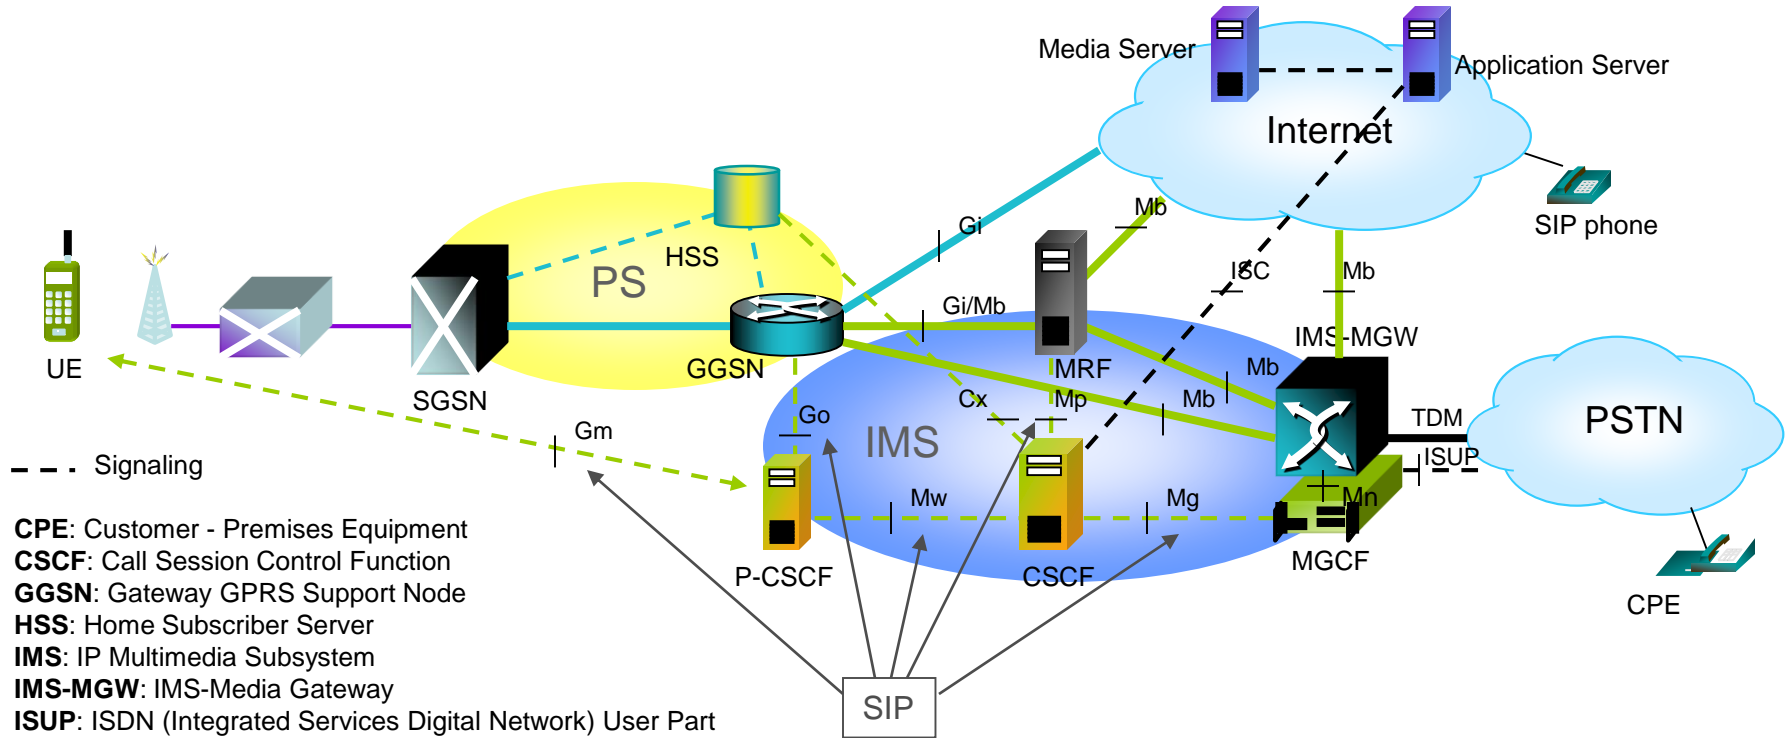 Media Server
Application Server
Internet
SIP phone
Mb
Gi
HSS
PS
ISC
Mb
Gi/Mb
IMS-MGW
UE
GGSN
MRF
Mb
SGSN
Cx
Mp
Mb
Go
TDM
PSTN
Gm
IMS
ISUP
Signaling
Mw
Mg
Mn
CPE: Customer - Premises Equipment
CSCF: Call Session Control Function
GGSN: Gateway GPRS Support Node
HSS: Home Subscriber Server
IMS: IP Multimedia Subsystem
IMS-MGW: IMS-Media Gateway
ISUP: ISDN (Integrated Services Digital Network) User Part
P-CSCF
CSCF
MGCF
CPE
SIP